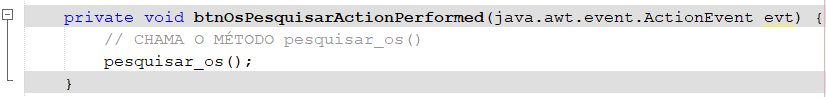 private void btnOsPesquisarActionPerformed(java.awt.event.ActionEvent evt) {
// CHAMA O MÉTODO pesquisar_os()
pesquisar_os();
}